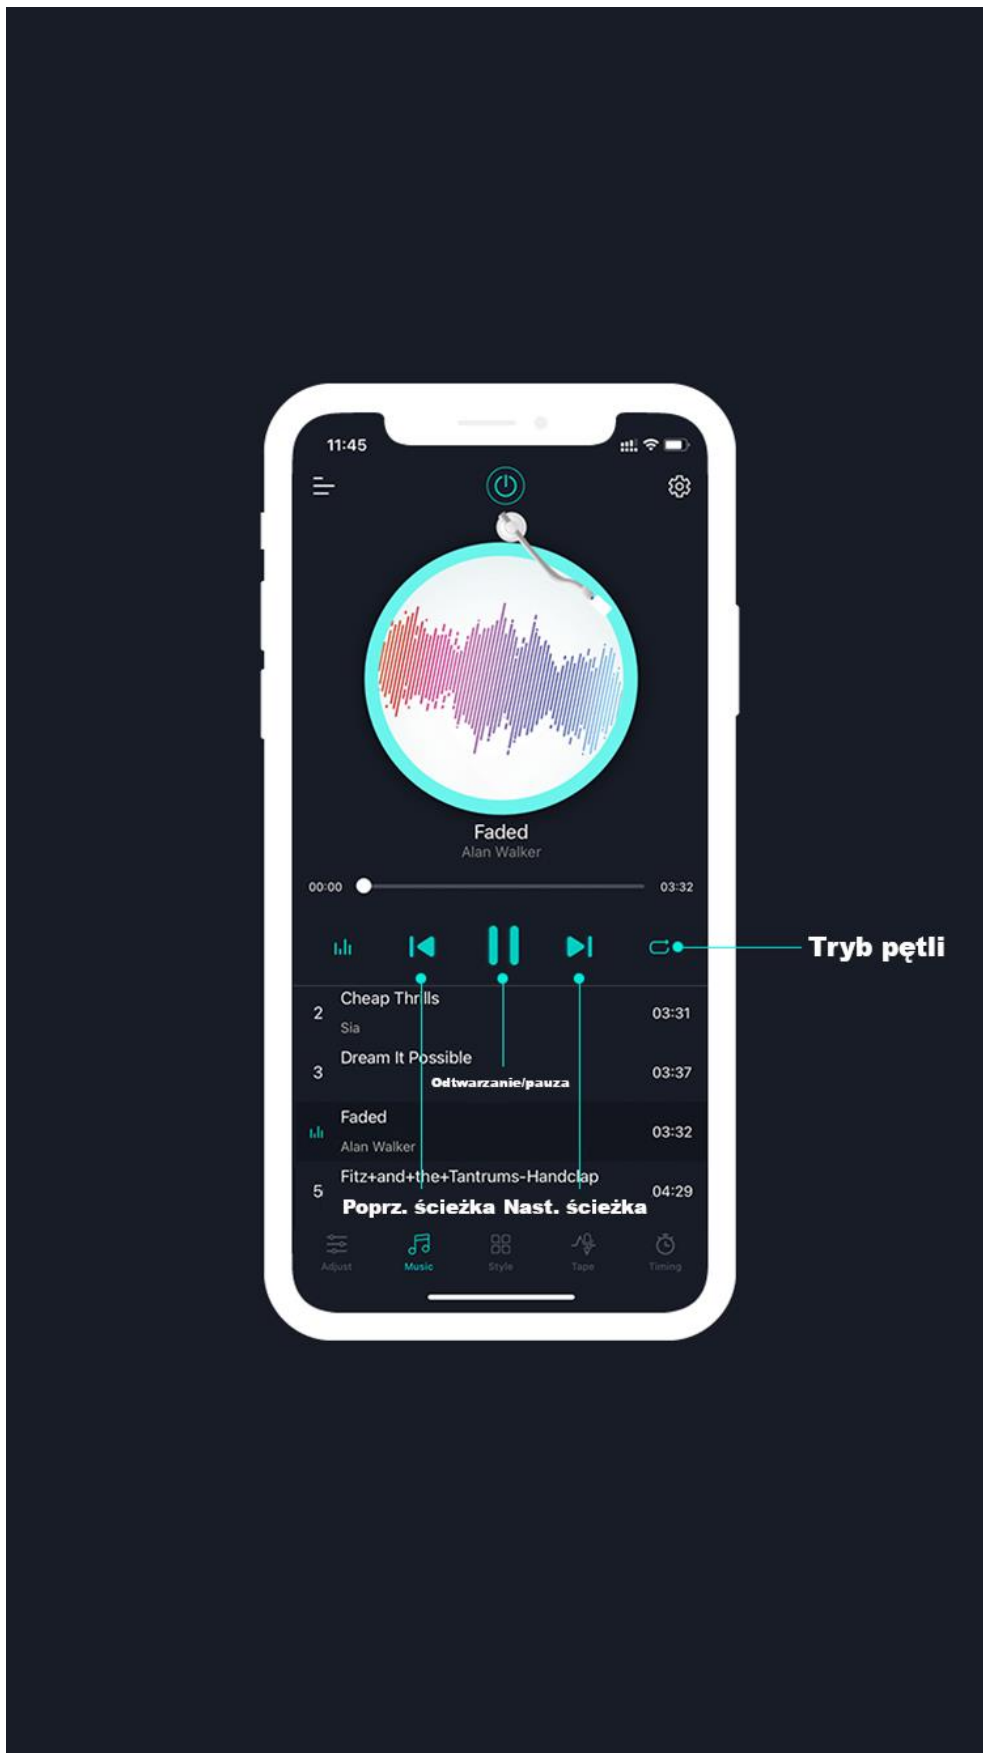 11:45
Faded
Alan Walker
00:00 03:32
Tryb pętli
Cheap Thrills
2 03:31
Sia
Dream It Possible
3 03:37
Odtwarzanie/pauza
Faded
03:32
Alan Walker
Fitz+and+the+Tantrums-Handclap
5 04:29
Poprz. ścieżka Nast. ścieżka
Adjust Music Style Tape Timing